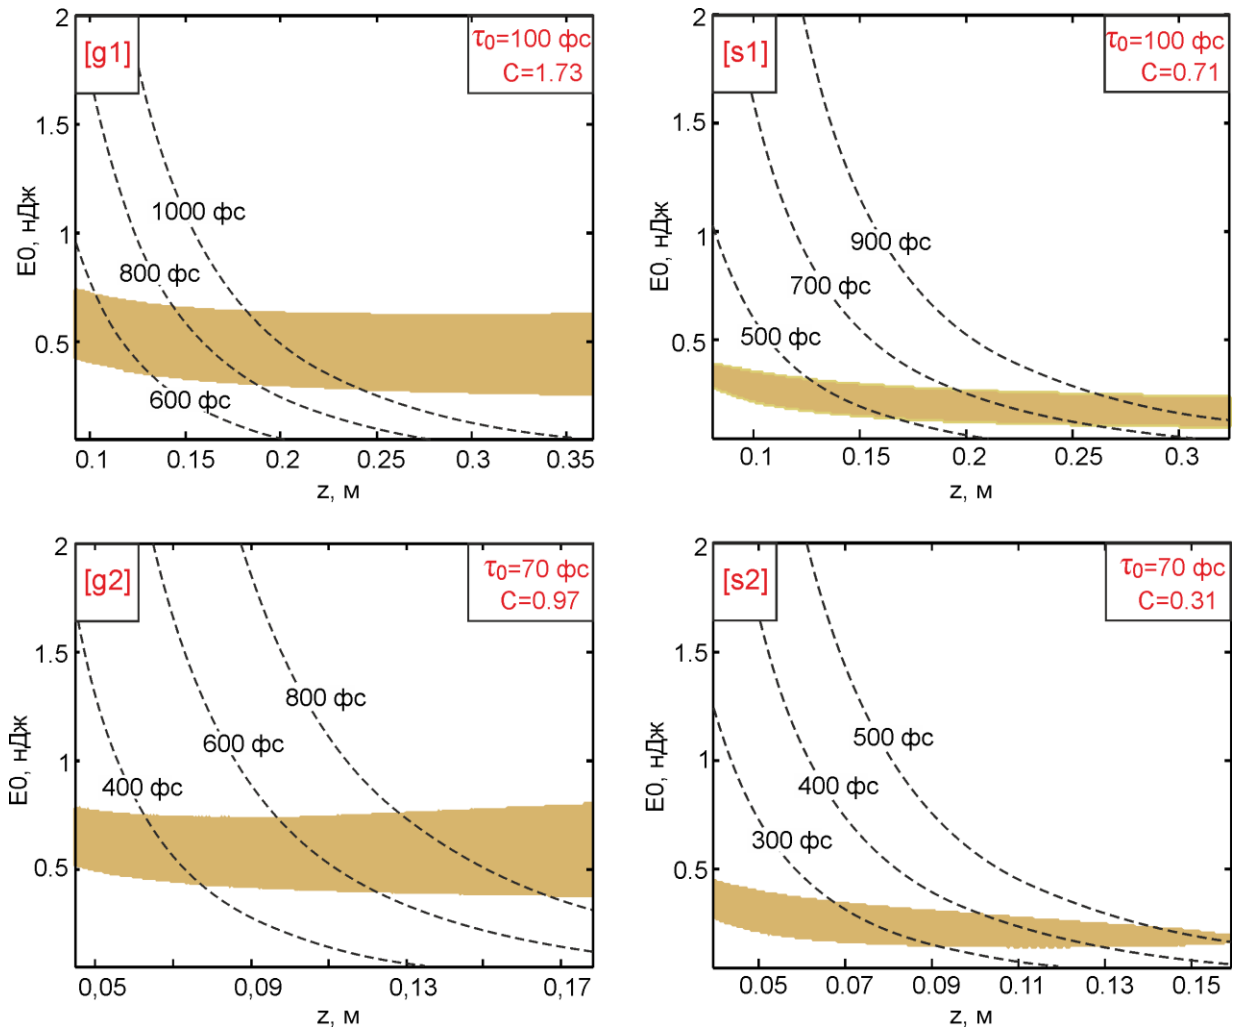 [g1]
τ₀=100 фс
C=1.73
2
1.5
1
0.5
E0, нДж
1000 фс
800 фс
600 фс
0.1 0.15 0.2 0.25 0.3 0.35
z, м
[s1]
τ₀=100 фс
C=0.71
2
1.5
1
0.5
E0, нДж
900 фс
700 фс
500 фс
0.1 0.15 0.2 0.25 0.3
z, м
[g2]
τ₀=70 фс
C=0.97
2
1.5
1
0.5
E0, нДж
800 фс
600 фс
400 фс
0,05 0,09 0,13 0,17
z, м
[s2]
τ₀=70 фс
C=0.31
2
1.5
1
0.5
E0, нДж
500 фс
400 фс
300 фс
0.05 0.07 0.09 0.11 0.13 0.15
z, м